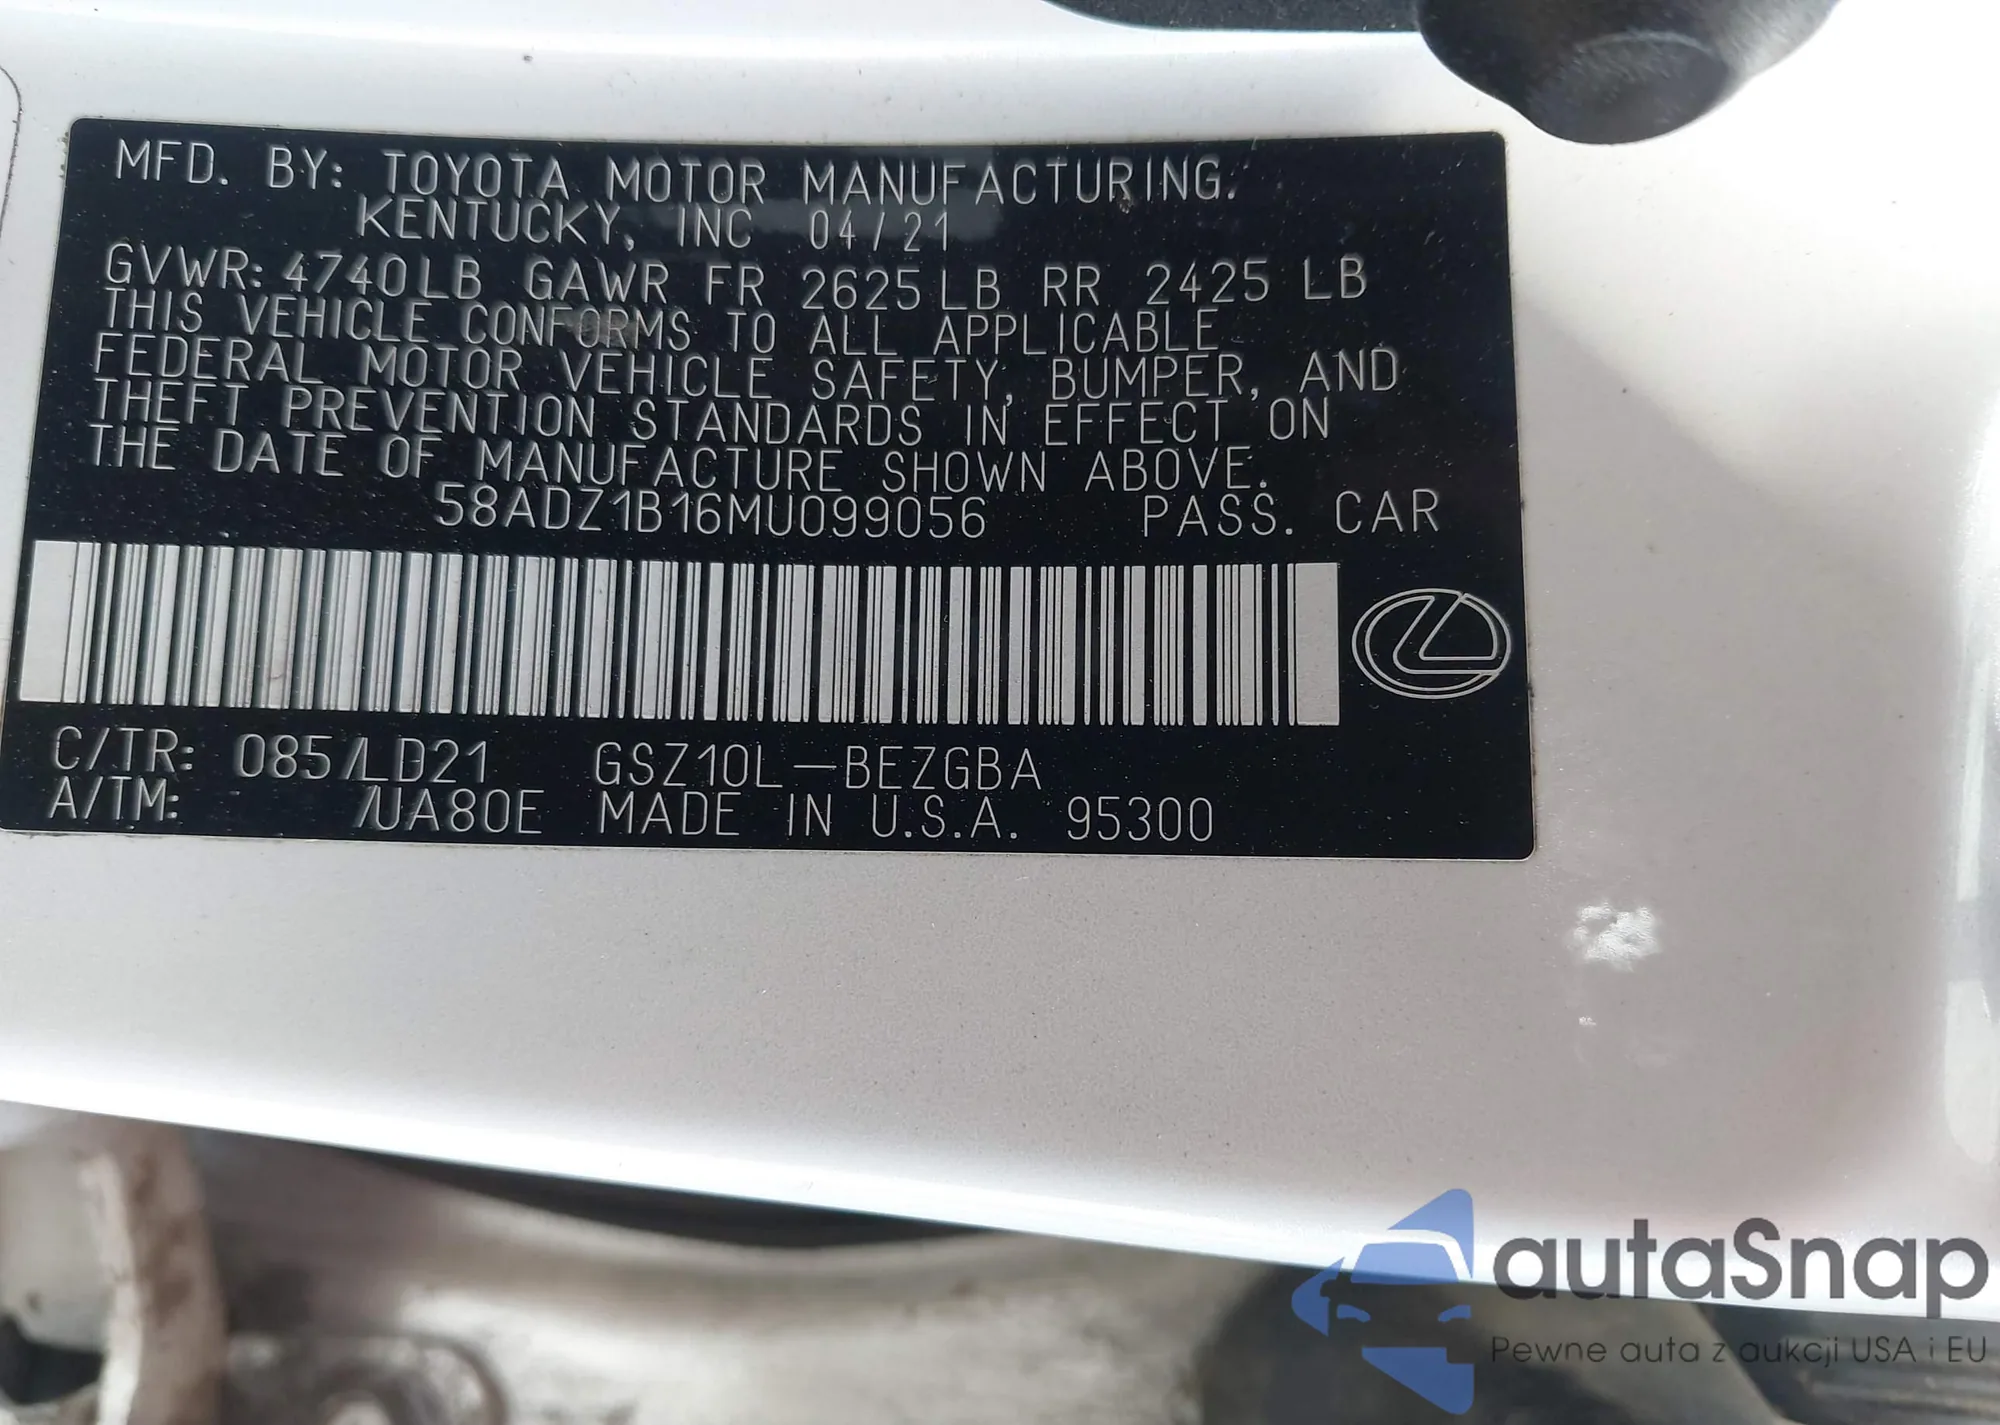 MFD. BY: TOYOTA MOTOR MANUFACTURING.
KENTUCKY, INC 04/21
GVWR: 4740LB GAWR FR 2625LB RR 2425 LB
THIS VEHICLE CONFORMS TO ALL APPLICABLE
FEDERAL MOTOR VEHICLE SAFETY, BUMPER, AND
THEFT PREVENTION STANDARDS IN EFFECT ON
THE DATE OF MANUFACTURE SHOWN ABOVE.
58ADZ1B16MU099056 PASS. CAR
C/TR: 085/LD21 GSZ10L-BEZGBA
A/TM: /UA80E MADE IN U.S.A. 95300
autaSnap
Pewne auta z aukcji USA i EU